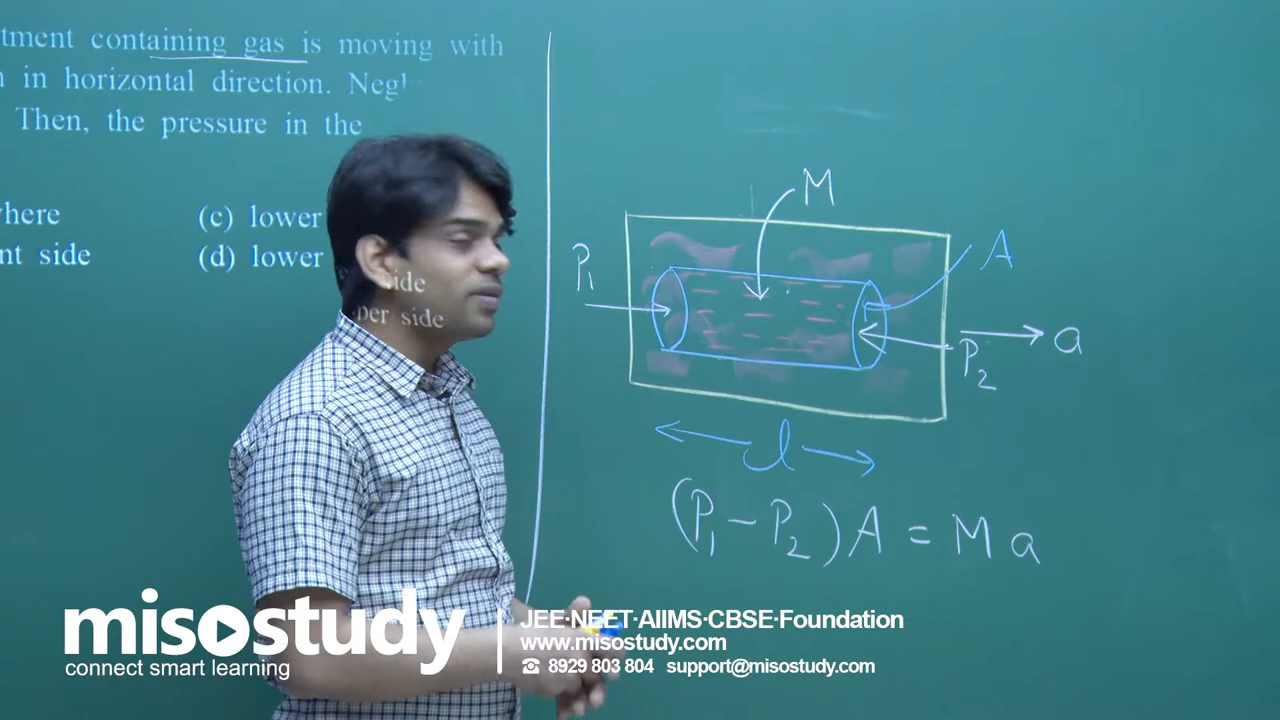 tment containing gas is moving with
n in horizontal direction. Negl
Then, the pressure in the
here
(c) lower
ide
nt side
(d) lower
per side
M
P₁
A
a
P₂
l
(P₁ − P₂) A = M a
misostudy
connect smart learning
JEE·NEET·AIIMS·CBSE·Foundation
www.misostudy.com
8929 803 804 support@misostudy.com